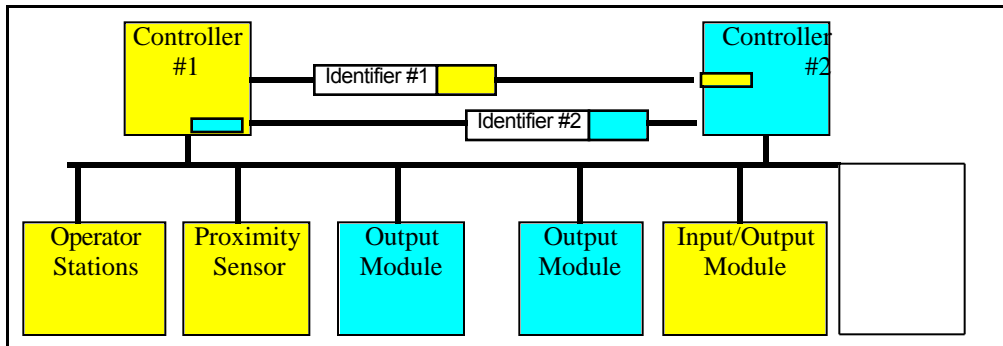 Controller
#1
Identifier #1
Identifier #2
Controller
#2
Operator
Stations
Proximity
Sensor
Output
Module
Output
Module
Input/Output
Module